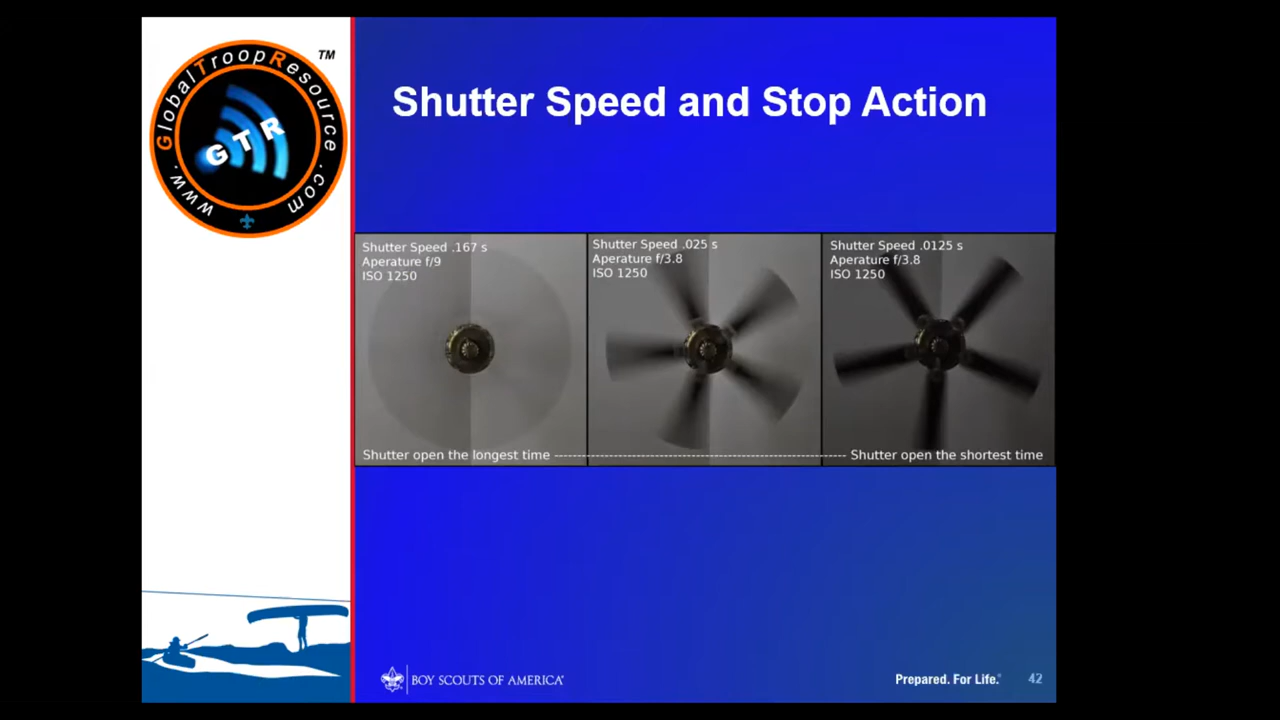 www.GlobalTroopResource.com
TM
GTR
Shutter Speed and Stop Action
Shutter Speed .167 s
Aperature f/9
ISO 1250
Shutter Speed .025 s
Aperature f/3.8
ISO 1250
Shutter Speed .0125 s
Aperature f/3.8
ISO 1250
Shutter open the longest time ---------------------------------------------------------------------- Shutter open the shortest time
BOY SCOUTS OF AMERICA®
Prepared. For Life.®
42